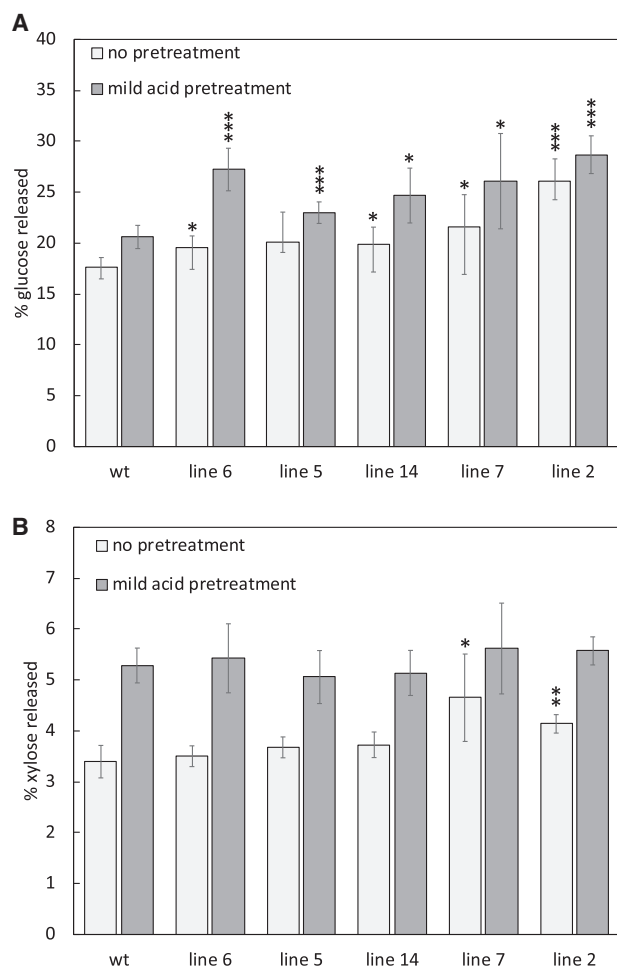 A
40
35
30
25
20
15
10
5
0
% glucose released
no pretreatment
mild acid pretreatment
*
***
***
*
*
*
*
***
***
wt line 6 line 5 line 14 line 7 line 2
B
8
7
6
5
4
3
2
1
0
% xylose released
no pretreatment
mild acid pretreatment
*
**
wt line 6 line 5 line 14 line 7 line 2